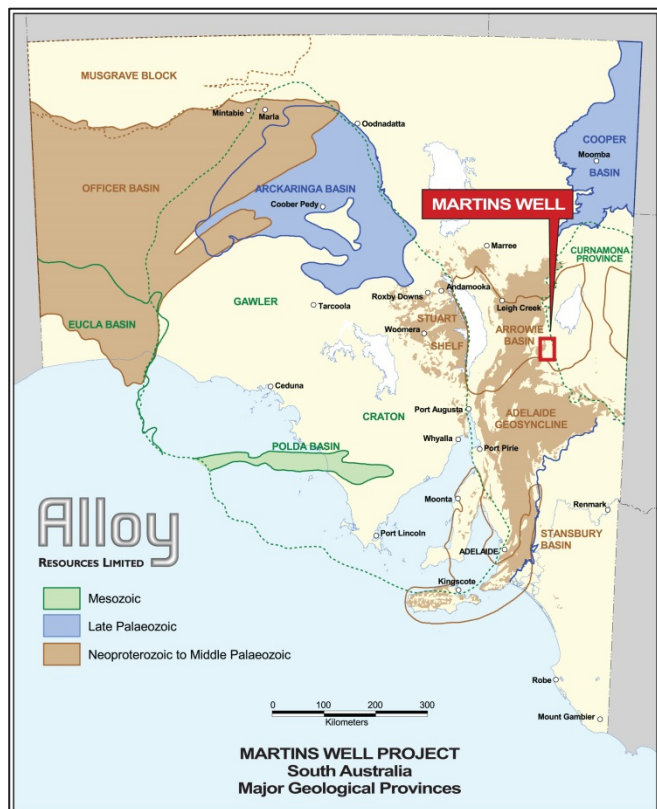 MUSGRAVE BLOCK
Mintabie
Marla
Oodnadatta
COOPER
Moomba
BASIN
OFFICER BASIN
ARCKARINGA BASIN
Coober Pedy
MARTINS WELL
Marree
CURNAMONA
PROVINCE
GAWLER
Roxby Downs
Andamooka
Leigh Creek
Tarcoola
STUART
ARROWIE
BASIN
EUCLA BASIN
Woomera
SHELF
Ceduna
CRATON
Port Augusta
ADELAIDE
GEOSYNCLINE
Whyalla
POLDA BASIN
Port Pirie
Moonta
Renmark
Alloy
RESOURCES LIMITED
Port Lincoln
ADELAIDE
STANSBURY
BASIN
Kingscote
Mesozoic
Late Palaeozoic
Neoproterozoic to Middle Palaeozoic
Robe
0 100 200 300
Kilometers
Mount Gambier
MARTINS WELL PROJECT
South Australia
Major Geological Provinces